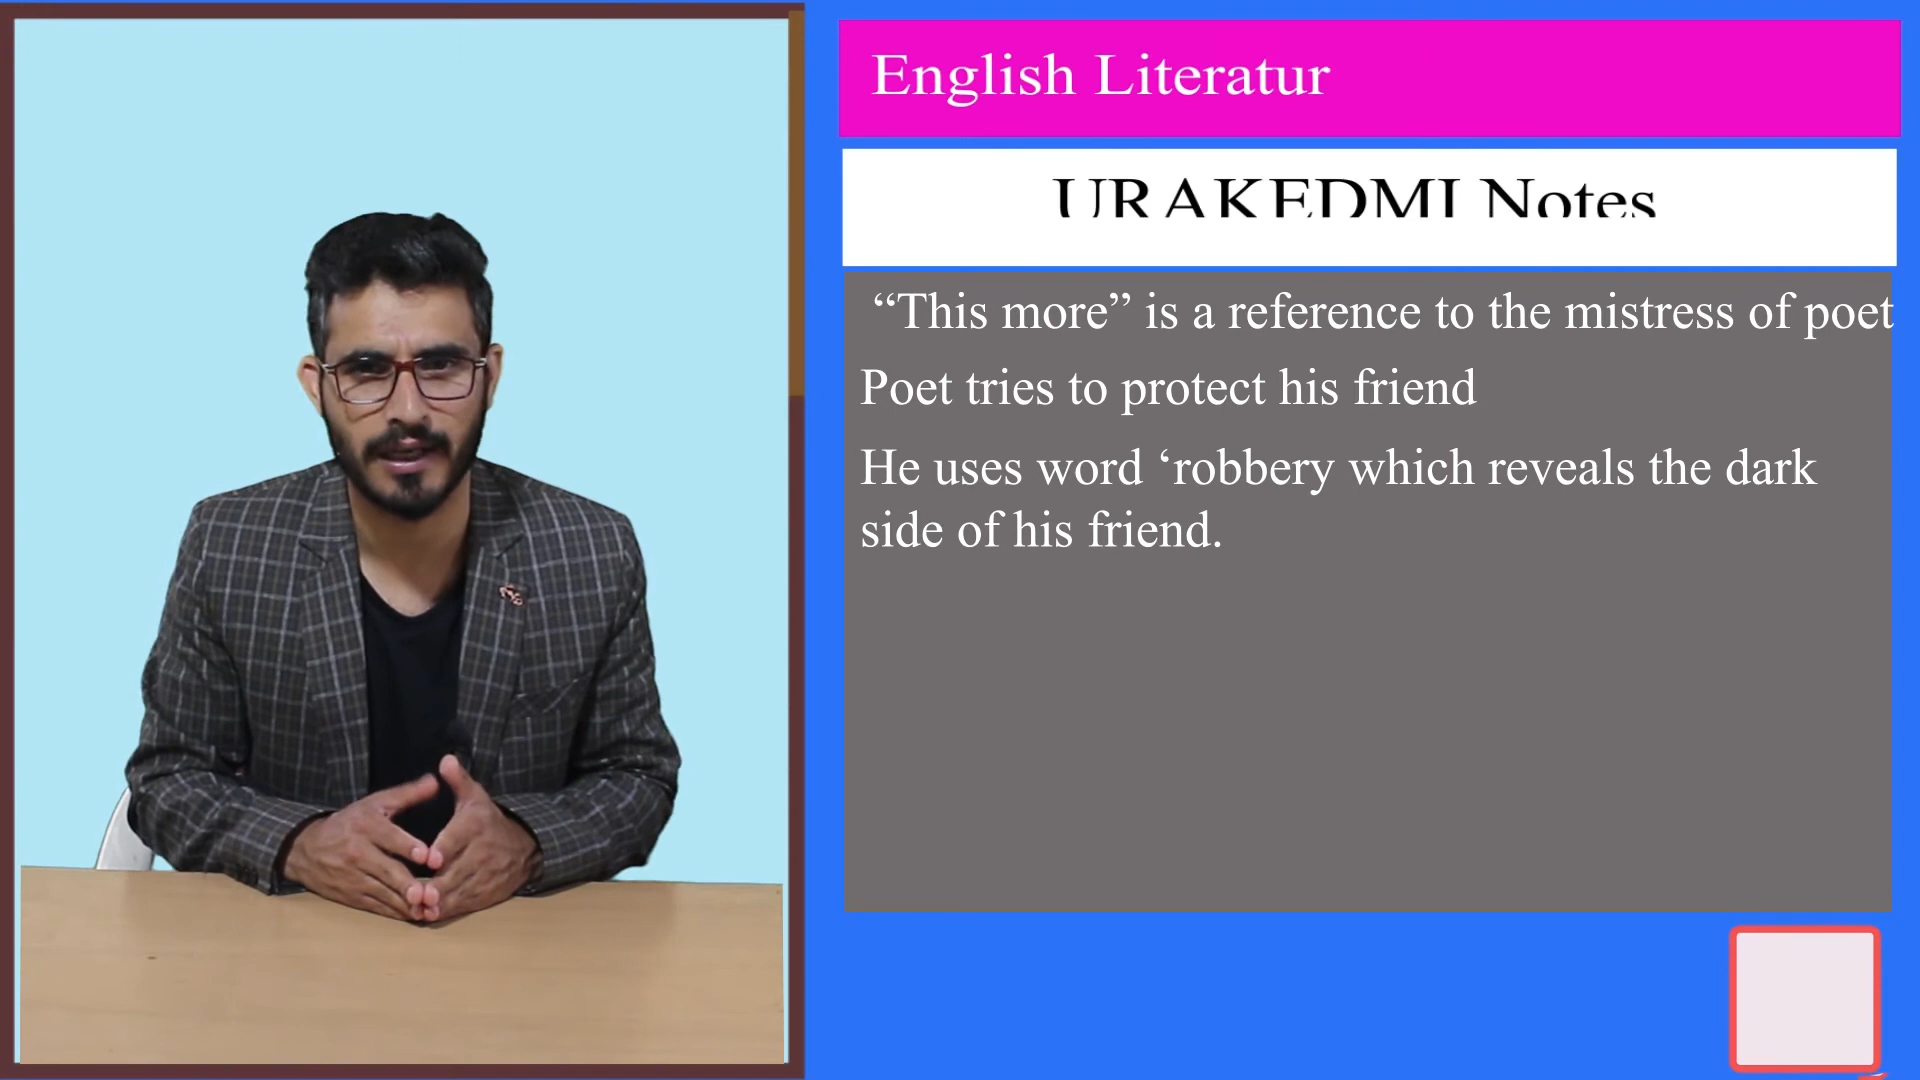 English Literatur
URAKEDMI Notes
“This more” is a reference to the mistress of poet
Poet tries to protect his friend
He uses word ‘robbery which reveals the dark
side of his friend.